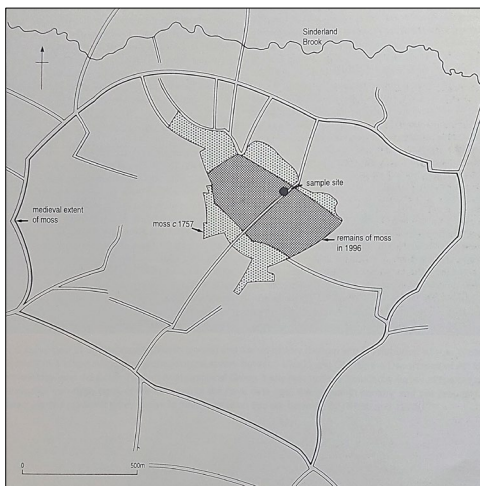 Sinderland
Brook
sample site
medieval extent
of moss
moss c 1757
remains of moss
in 1996
0
500m